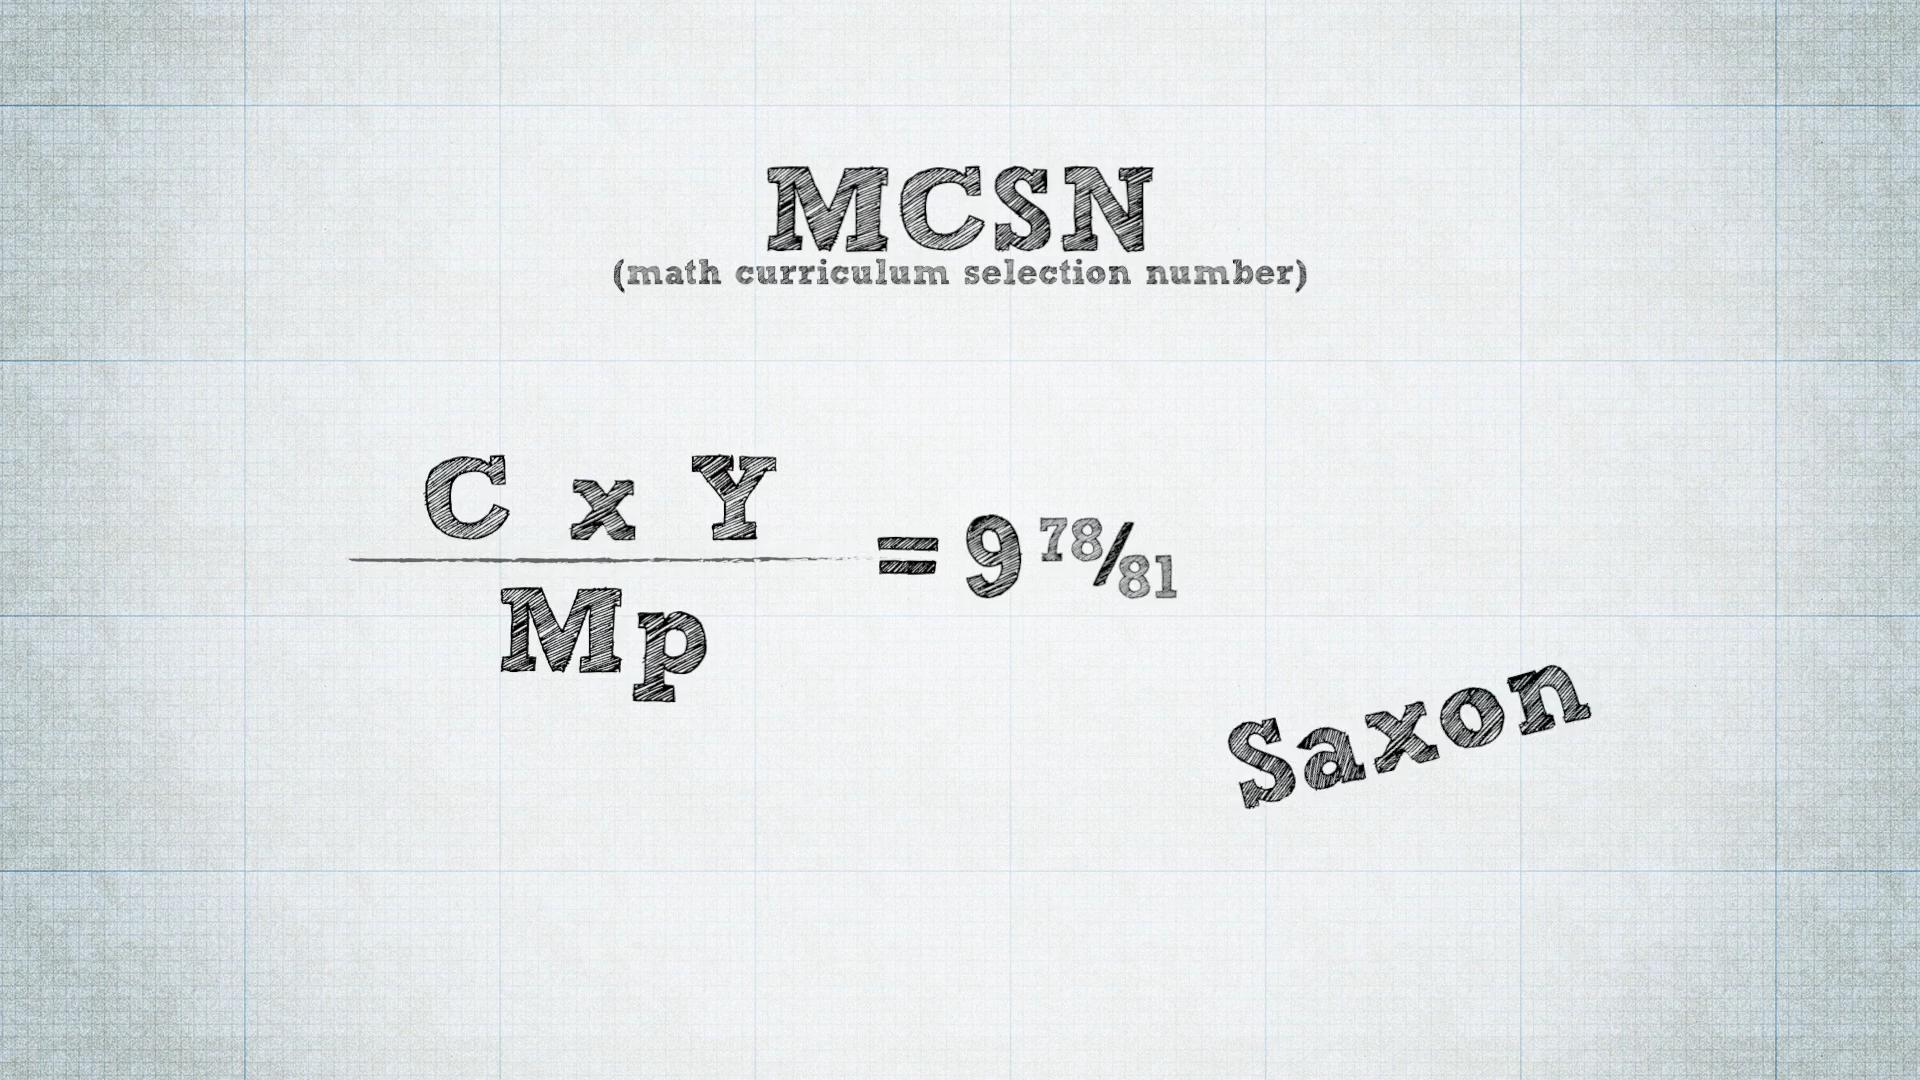 MCSN
(math curriculum selection number)
C x Y
Mp
= 9 78/81
Saxon